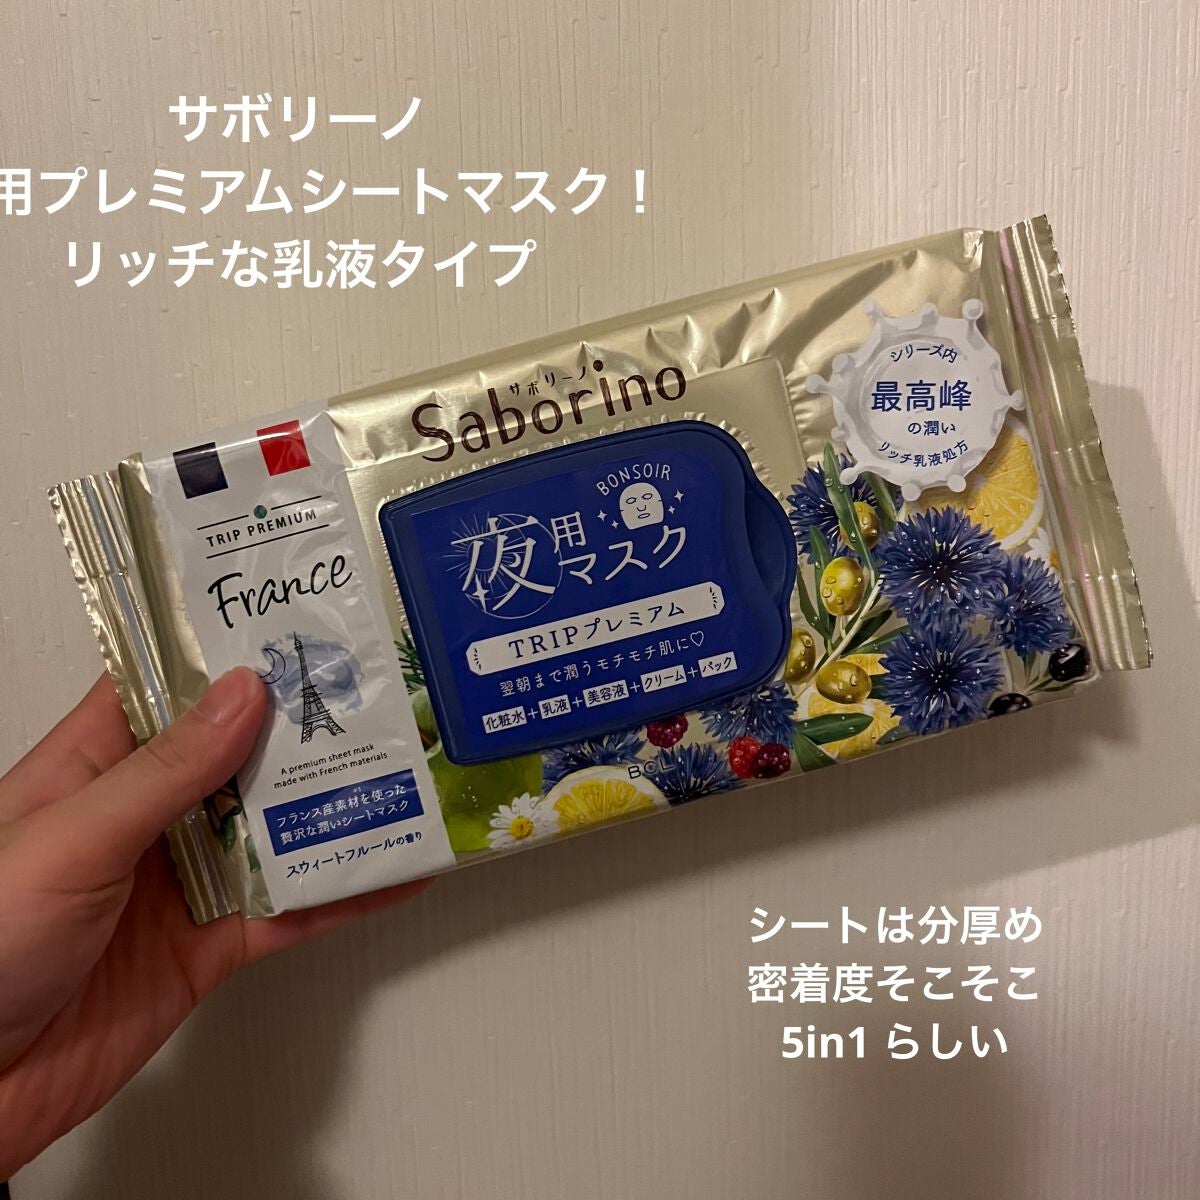 サボリーノ
用プレミアムシートマスク！
リッチな乳液タイプ
シリーズ内
最高峰
の潤い
リッチ乳液処方
サボリーノ
Saborino
TRIP PREMIUM
France
A premium sheet mask
made with French materials
フランス産素材を使った
贅沢な潤いシートマスク
スウィートフルールの香り
BONSOIR
夜用
マスク
TRIPプレミアム
翌朝まで潤うモチモチ肌に♡
化粧水+乳液+美容液+クリーム+パック
BCL
シートは分厚め
密着度そこそこ
5in1 らしい